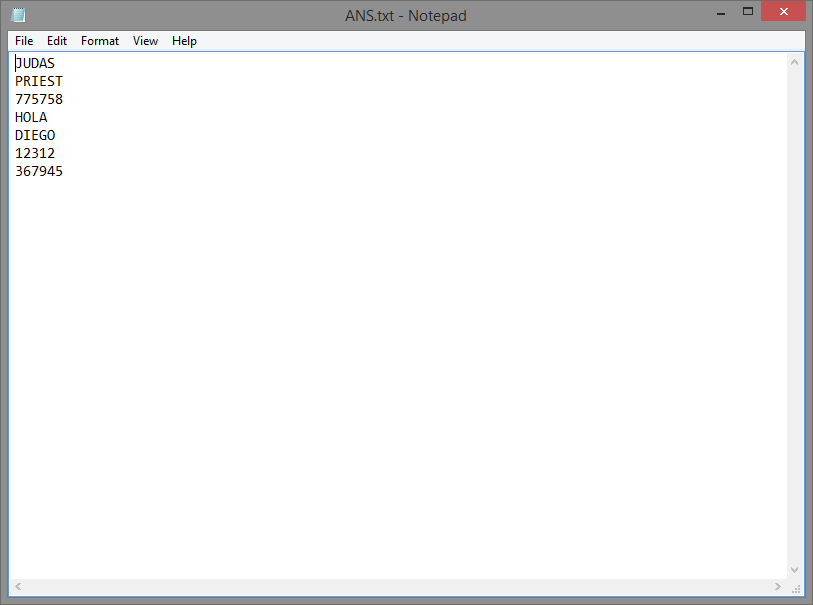 ANS.txt - Notepad
File Edit Format View Help
JUDAS
PRIEST
775758
HOLA
DIEGO
12312
367945